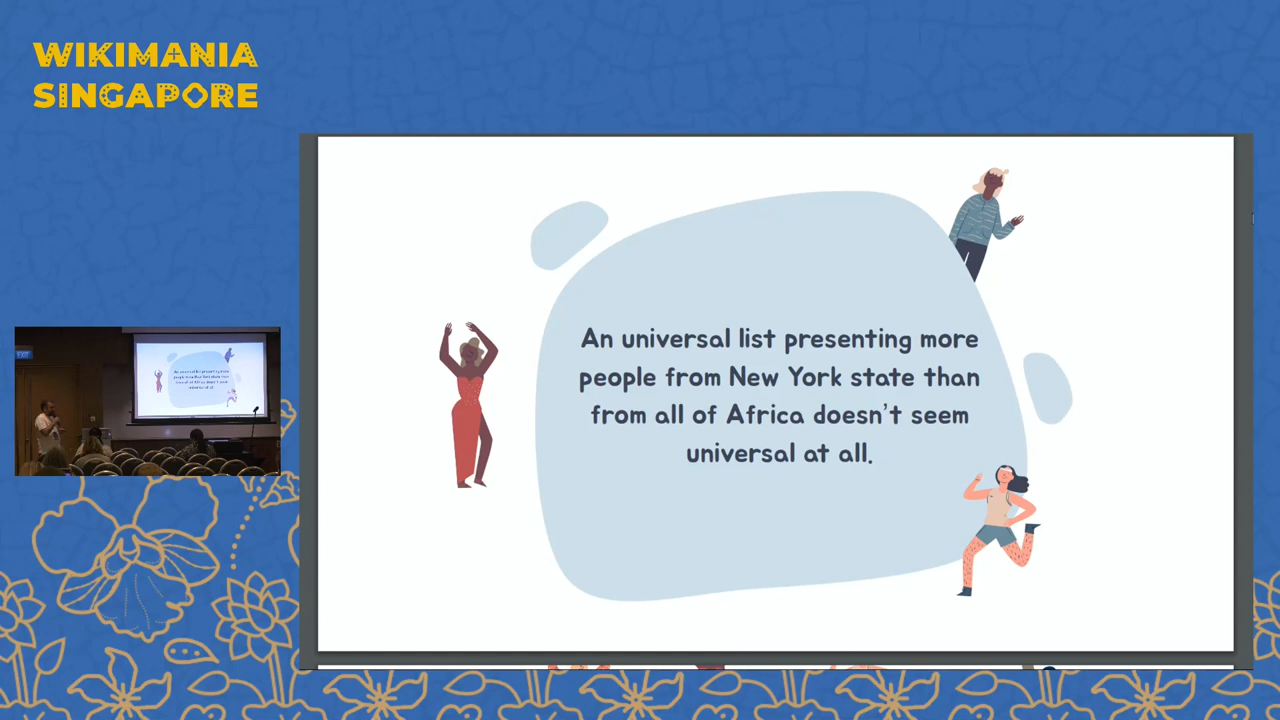 WIKIMANIA
SINGAPORE
An universal list presenting more
people from New York state than
from all of Africa doesn't seem
universal at all.
EXIT